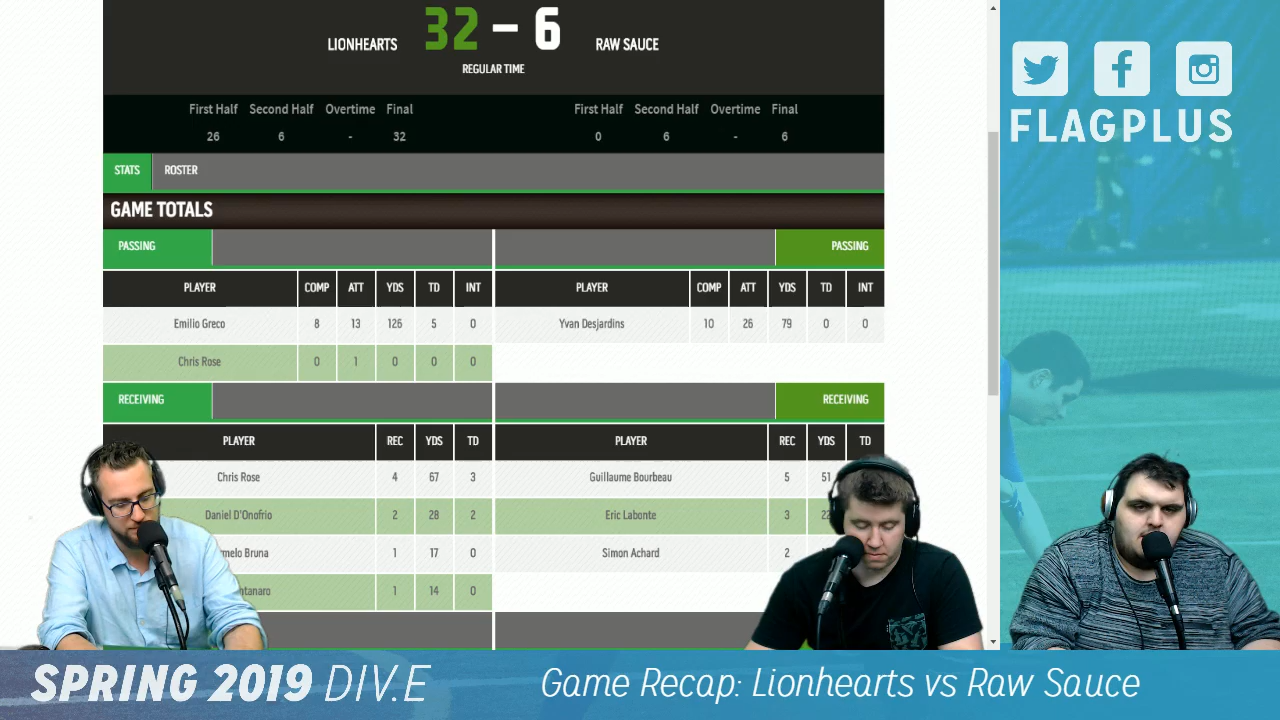 LIONHEARTS 32 – 6 RAW SAUCE
REGULAR TIME
First Half Second Half Overtime Final First Half Second Half Overtime Final
26 6 - 32 0 6 - 6
STATS ROSTER
GAME TOTALS
PASSING PASSING
PLAYER COMP ATT YDS TD INT PLAYER COMP ATT YDS TD INT
Emilio Greco 8 13 126 5 0 Yvan Desjardins 10 26 79 0 0
Chris Rose 0 1 0 0 0
RECEIVING RECEIVING
PLAYER REC YDS TD PLAYER REC YDS TD
Chris Rose 4 67 3 Guillaume Bourbeau 5 51
Daniel D'Onofrio 2 28 2 Eric Labonte 3
melo Bruna 1 17 0 Simon Achard 2
ntanaro 1 14 0
FLAGPLUS
SPRING 2019 DIV.E
Game Recap: Lionhearts vs Raw Sauce